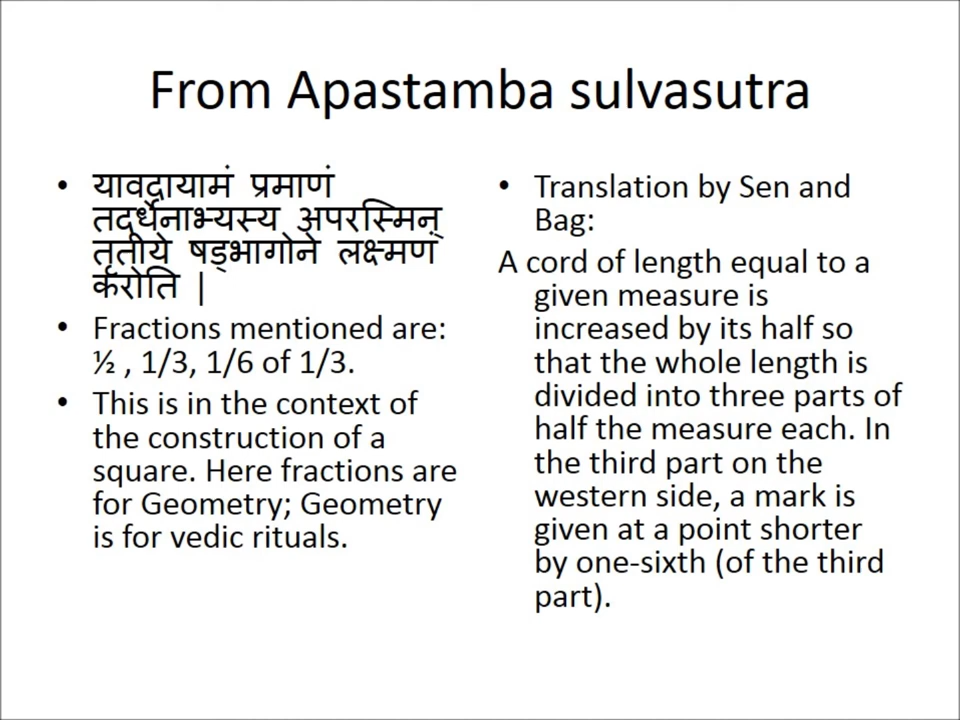 From Apastamba sulvasutra
• यावदायामं प्रमाणं
तदर्धेनाभ्यस्य अपरस्मिन्
तृतीये षड्भागोने लक्ष्मणं
करोति |
• Fractions mentioned are:
½ , 1/3, 1/6 of 1/3.
• This is in the context of
the construction of a
square. Here fractions are
for Geometry; Geometry
is for vedic rituals.
• Translation by Sen and
Bag:
A cord of length equal to a
given measure is
increased by its half so
that the whole length is
divided into three parts of
half the measure each. In
the third part on the
western side, a mark is
given at a point shorter
by one-sixth (of the third
part).